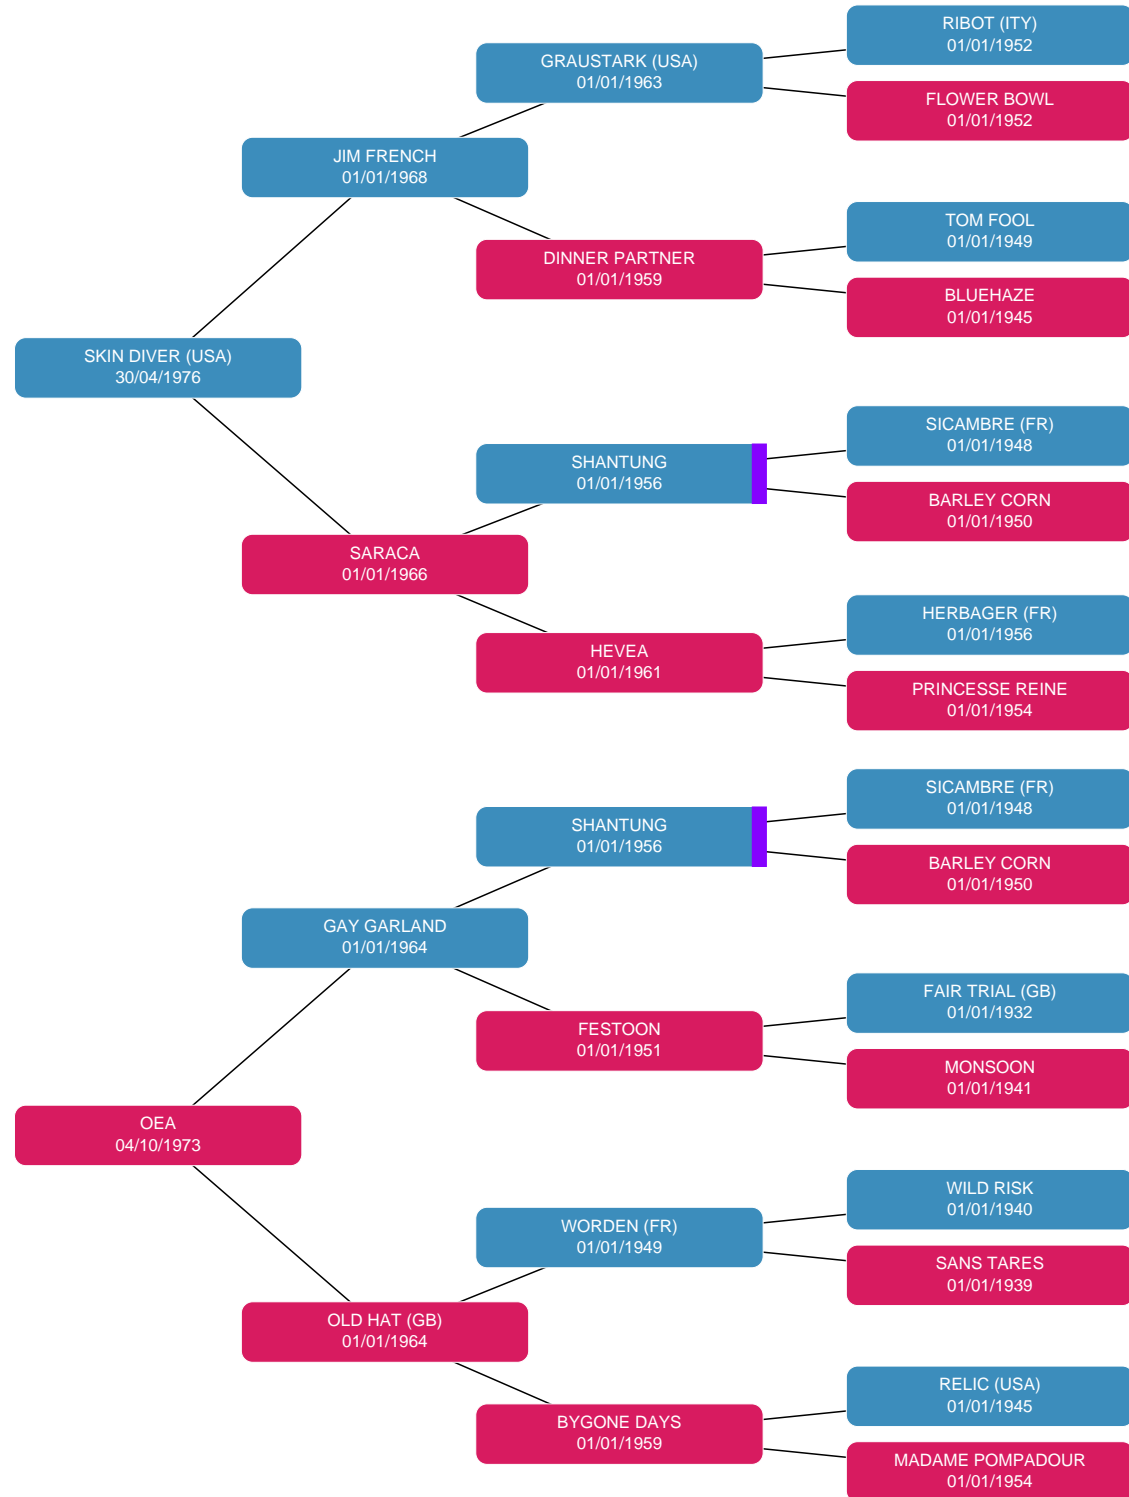 RIBOT (ITY)
01/01/1952
GRAUSTARK (USA)
01/01/1963
FLOWER BOWL
01/01/1952
JIM FRENCH
01/01/1968
TOM FOOL
01/01/1949
DINNER PARTNER
01/01/1959
BLUEHAZE
01/01/1945
SKIN DIVER (USA)
30/04/1976
SICAMBRE (FR)
01/01/1948
SHANTUNG
01/01/1956
BARLEY CORN
01/01/1950
SARACA
01/01/1966
HERBAGER (FR)
01/01/1956
HEVEA
01/01/1961
PRINCESSE REINE
01/01/1954
SICAMBRE (FR)
01/01/1948
SHANTUNG
01/01/1956
BARLEY CORN
01/01/1950
GAY GARLAND
01/01/1964
FAIR TRIAL (GB)
01/01/1932
FESTOON
01/01/1951
MONSOON
01/01/1941
OEA
04/10/1973
WILD RISK
01/01/1940
WORDEN (FR)
01/01/1949
SANS TARES
01/01/1939
OLD HAT (GB)
01/01/1964
RELIC (USA)
01/01/1945
BYGONE DAYS
01/01/1959
MADAME POMPADOUR
01/01/1954